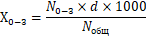 X₀₋₃ = (N₀₋₃ × d × 1000) / Nобщ